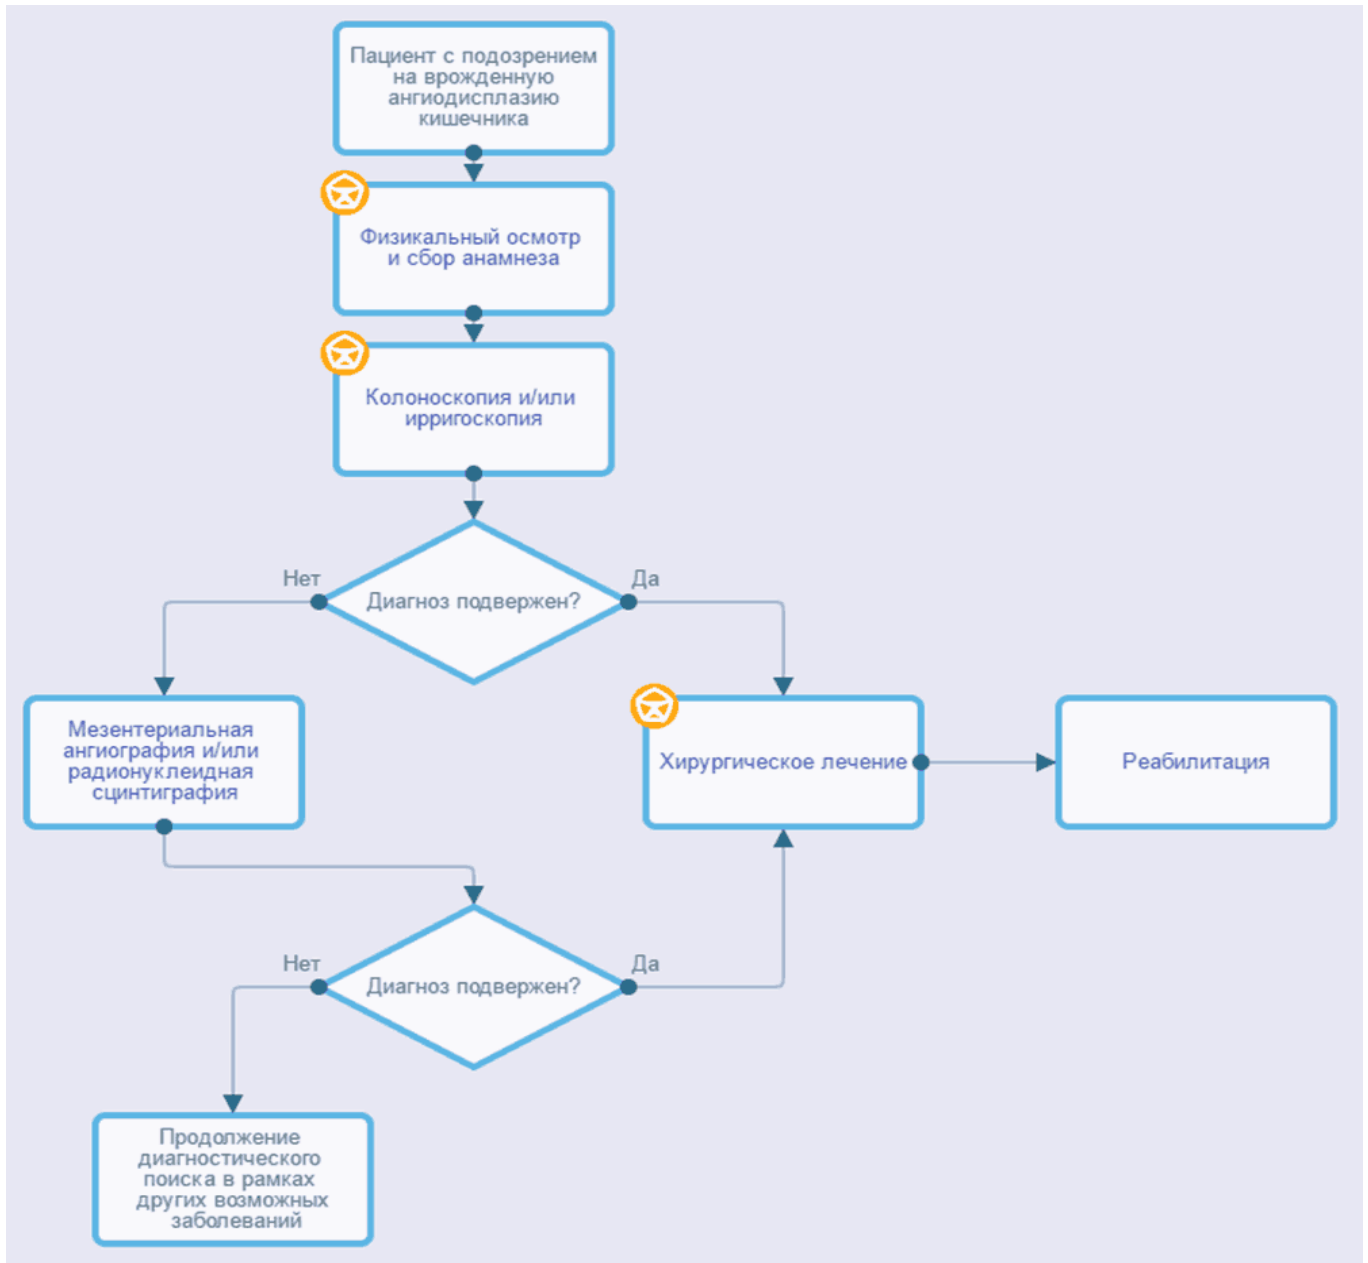 Пациент с подозрением
на врожденную
ангиодисплазию
кишечника
Физикальный осмотр
и сбор анамнеза
Колоноскопия и/или
ирригоскопия
Нет
Да
Диагноз подвержен?
Мезентериальная
ангиография и/или
радионуклеидная
сцинтиграфия
Хирургическое лечение
Реабилитация
Нет
Да
Диагноз подвержен?
Продолжение
диагностического
поиска в рамках
других возможных
заболеваний